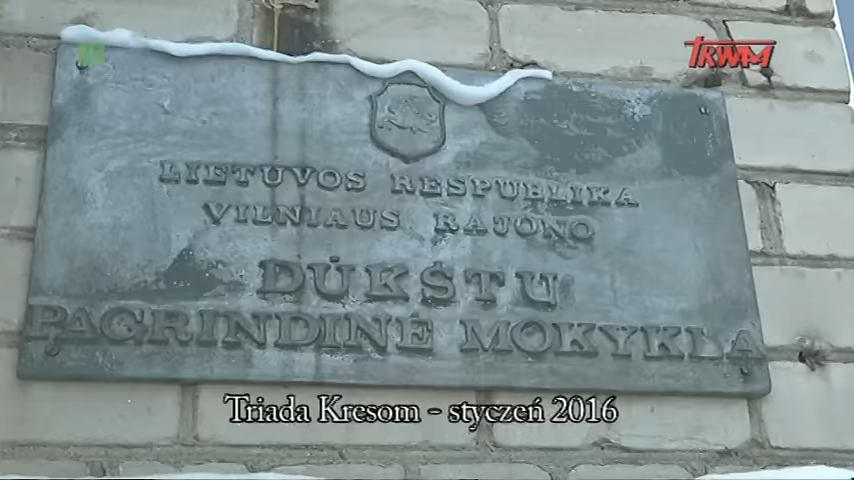 TRWAM
LIETUVOS RESPUBLIKA
VILNIAUS RAJONO
DŪKŠTŲ
PAGRINDINĖ MOKYKLA
Triada Kresom - styczeń 2016